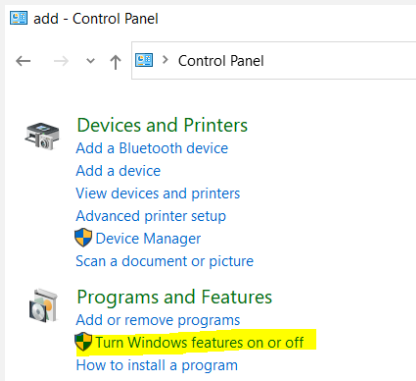 add - Control Panel
Control Panel
Devices and Printers
Add a Bluetooth device
Add a device
View devices and printers
Advanced printer setup
Device Manager
Scan a document or picture
Programs and Features
Add or remove programs
Turn Windows features on or off
How to install a program